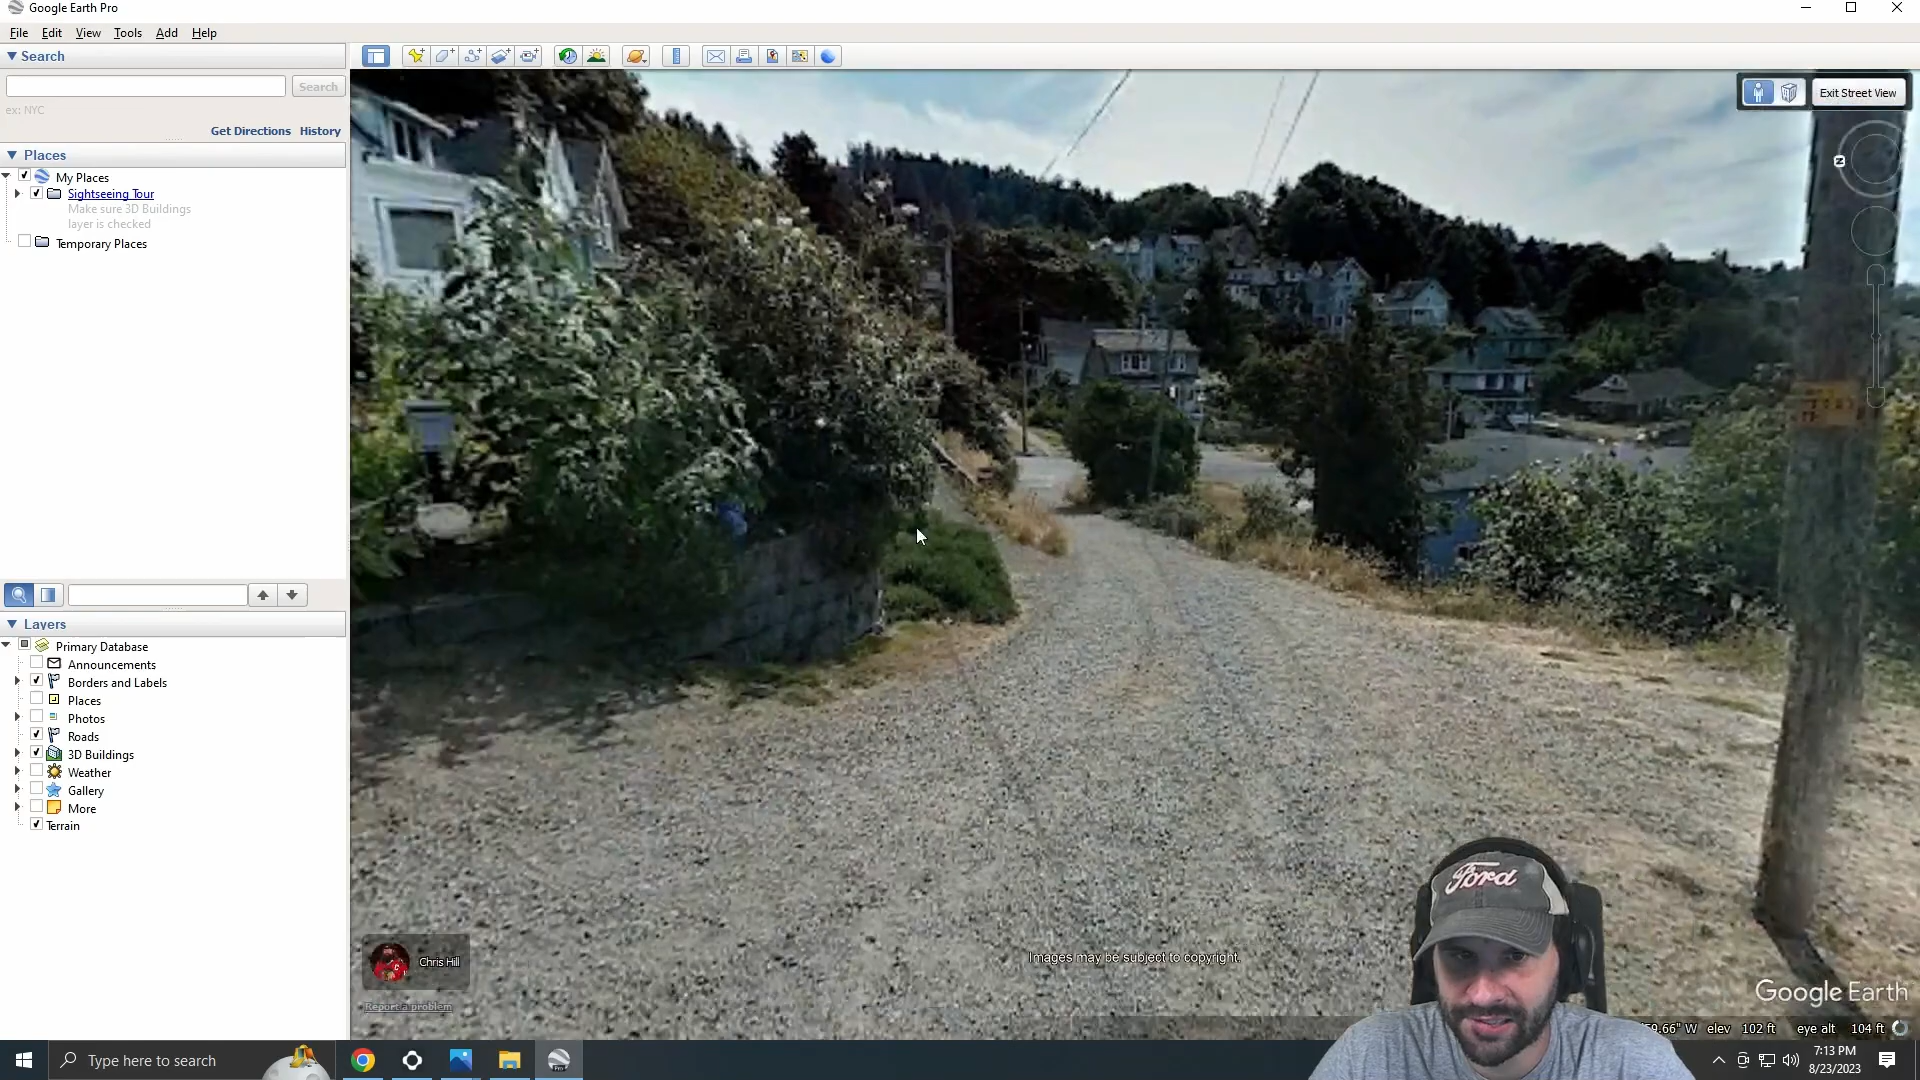 Google Earth Pro
File Edit View Tools Add Help
Search
Search
ex: NYC
Get Directions History
Places
My Places
Sightseeing Tour
Make sure 3D Buildings
layer is checked
Temporary Places
Layers
Primary Database
Announcements
Borders and Labels
Places
Photos
Roads
3D Buildings
Weather
Gallery
More
Terrain
Exit Street View
N
Ford
Chris Hill
Report a problem
Images may be subject to copyright.
Google Earth
59.66" W elev 102 ft eye alt 104 ft
Type here to search
7:13 PM
8/23/2023